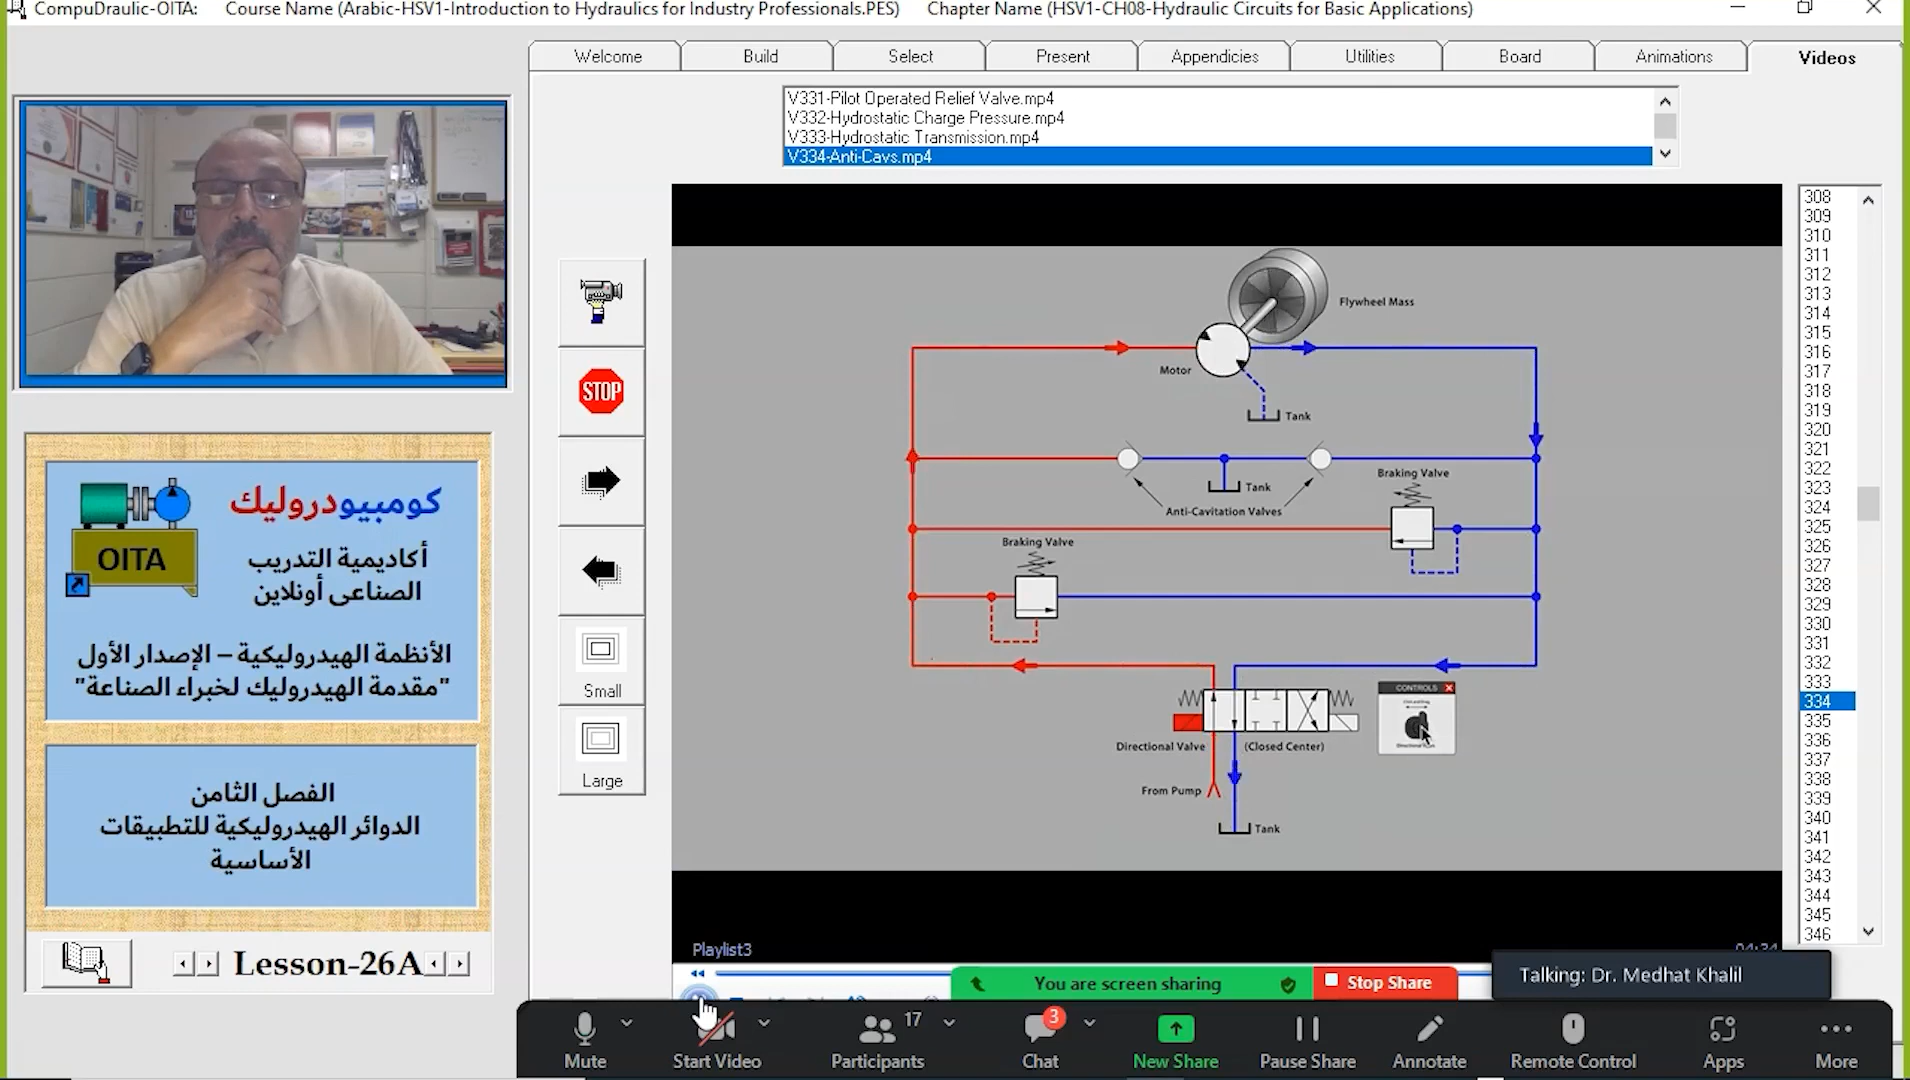 CompuDraulic-OITA: Course Name (Arabic-HSV1-Introduction to Hydraulics for Industry Professionals.PES) Chapter Name (HSV1-CH08-Hydraulic Circuits for Basic Applications)
Welcome Build Select Present Appendicies Utilities Board Animations Videos
V331-Pilot Operated Relief Valve.mp4
V332-Hydrostatic Charge Pressure.mp4
V333-Hydrostatic Transmission.mp4
V334-Anti-Cavs.mp4
STOP
Small
Large
Flywheel Mass
Motor
Tank
Tank
Anti-Cavitation Valves
Braking Valve
Braking Valve
Directional Valve (Closed Center)
From Pump
Tank
CONTROLS
308
309
310
311
312
313
314
315
316
317
318
319
320
321
322
323
324
325
326
327
328
329
330
331
332
333
334
335
336
337
338
339
340
341
342
343
344
345
346
كومبيودروليك
OITA
أكاديمية التدريب
الصناعى أونلاين
الأنظمة الهيدروليكية – الإصدار الأول
"مقدمة الهيدروليك لخبراء الصناعة"
الفصل الثامن
الدوائر الهيدروليكية للتطبيقات
الأساسية
Lesson-26A
Playlist3
You are screen sharing
Stop Share
Talking: Dr. Medhat Khalil
17
3
Mute Start Video Participants Chat New Share Pause Share Annotate Remote Control Apps More